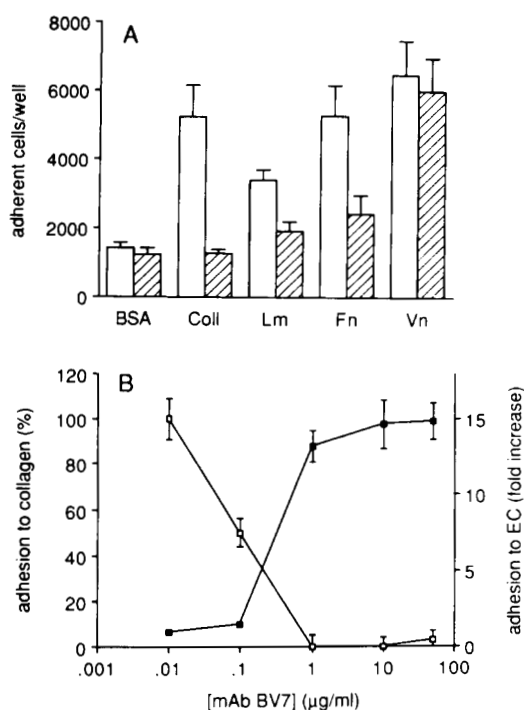 A
adherent cells/well
8000
6000
4000
2000
0
BSA Coll Lm Fn Vn
B
adhesion to collagen (%)
120
100
80
60
40
20
0
adhesion to EC (fold increase)
15
10
5
0
.001 .01 .1 1 10 100
[mAb BV7] (µg/ml)